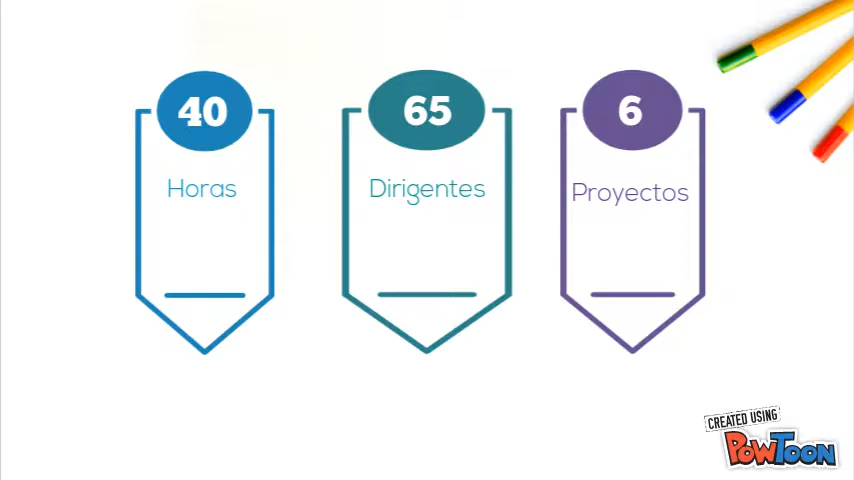 40
65
6
Horas
Dirigentes
Proyectos
CREATED USING
POWTOON